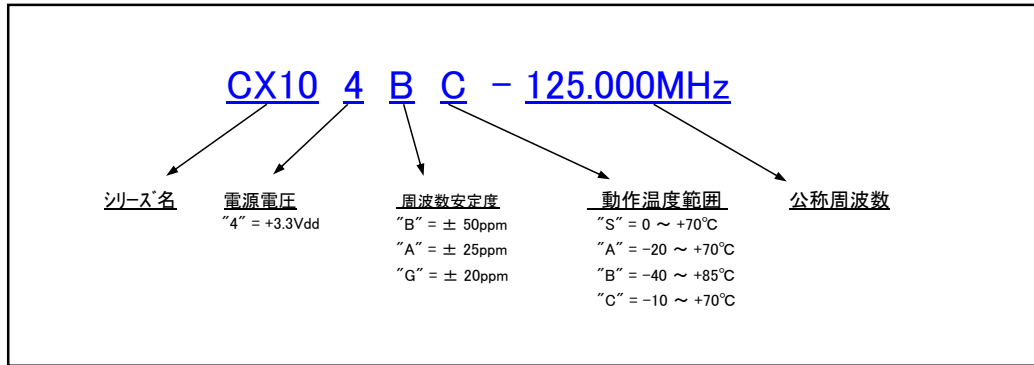 CX10 4 B C - 125.000MHz
シリーズ名 電源電圧 周波数安定度 動作温度範囲 公称周波数
"4" = +3.3Vdd
"B" = ± 50ppm
"A" = ± 25ppm
"G" = ± 20ppm
"S" = 0 ～ +70℃
"A" = -20 ～ +70℃
"B" = -40 ～ +85℃
"C" = -10 ～ +70℃